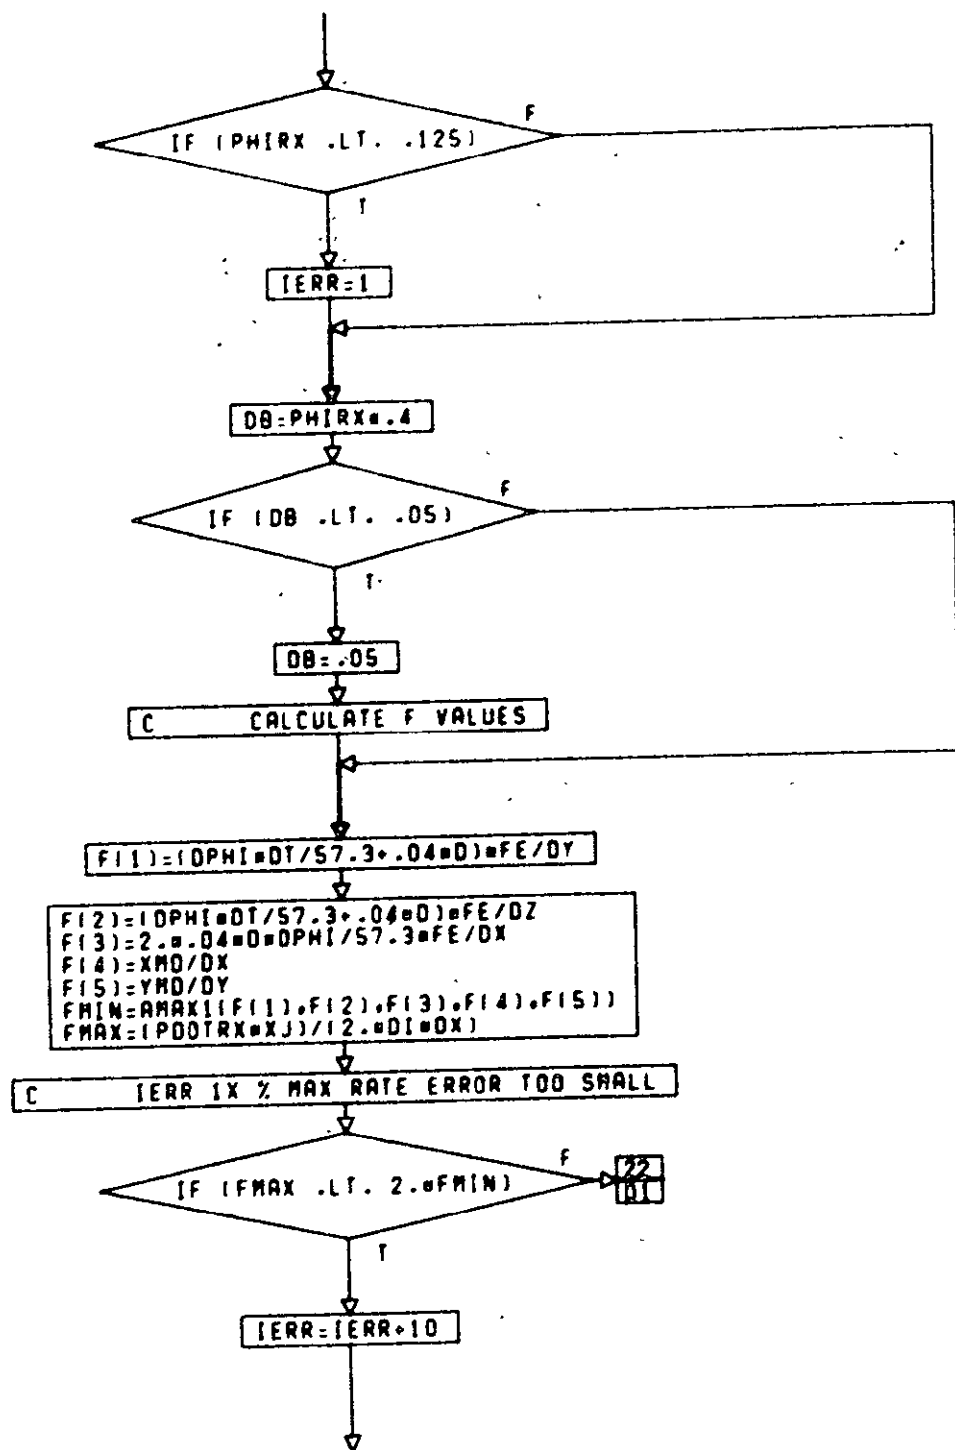 F
IF (PHIRX .LT. .125)
T
IERR=1
DB=PHIRX*.4
F
IF (DB .LT. .05)
T
DB=.05
C CALCULATE F VALUES
F(1)=(DPHI*DT/57.3+.04*D)*FE/DY
F(2)=(DPHI*DT/57.3+.04*D)*FE/DZ
F(3)=2.*.04*D*DPHI/57.3*FE/DX
F(4)=XMD/DX
F(5)=YMD/DY
FMIN=AMAX1(F(1),F(2),F(3),F(4),F(5))
FMAX=(PDOTRX*XJ)/(2.*DI*DX)
C IERR 1X % MAX RATE ERROR TOO SMALL
F
22
IF (FMAX .LT. 2.*FMIN)
D1
T
IERR=IERR+10